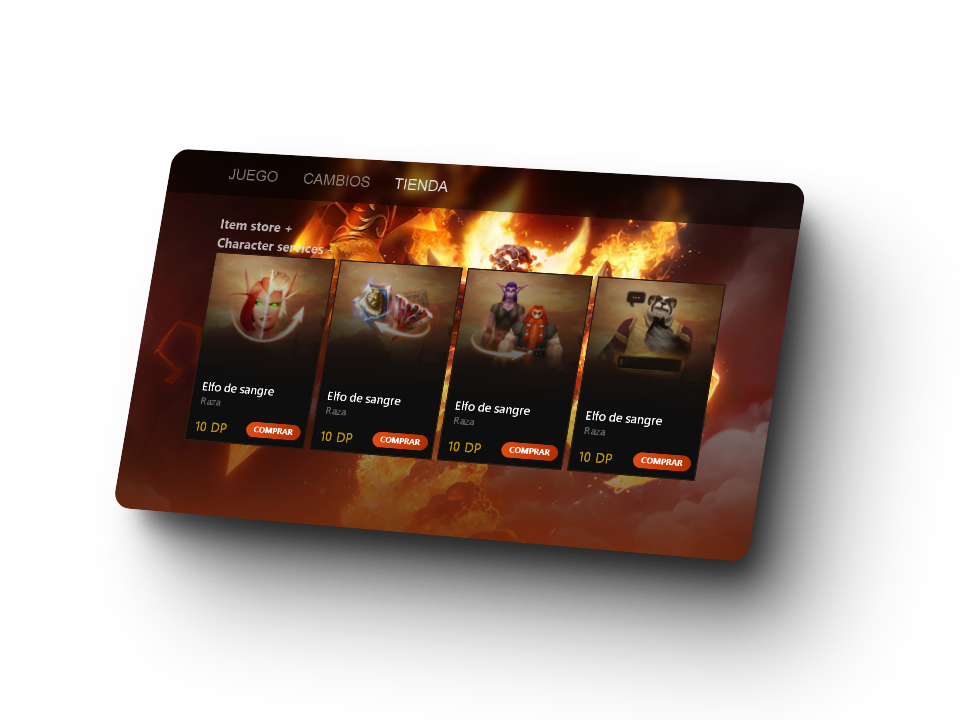 JUEGO CAMBIOS TIENDA
Item store +
Character services -
Elfo de sangre
Raza
10 DP COMPRAR
Elfo de sangre
Raza
10 DP COMPRAR
Elfo de sangre
Raza
10 DP COMPRAR
Elfo de sangre
Raza
10 DP COMPRAR